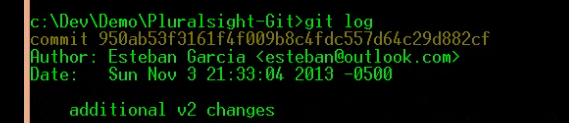 c:\Dev\Demo\Pluralsight-Git>git log
commit 950ab53f3161f4f009b8c4fdc557d64c29d882cf
Author: Esteban Garcia <esteban@outlook.com>
Date:   Sun Nov 3 21:33:04 2013 -0500
    additional v2 changes